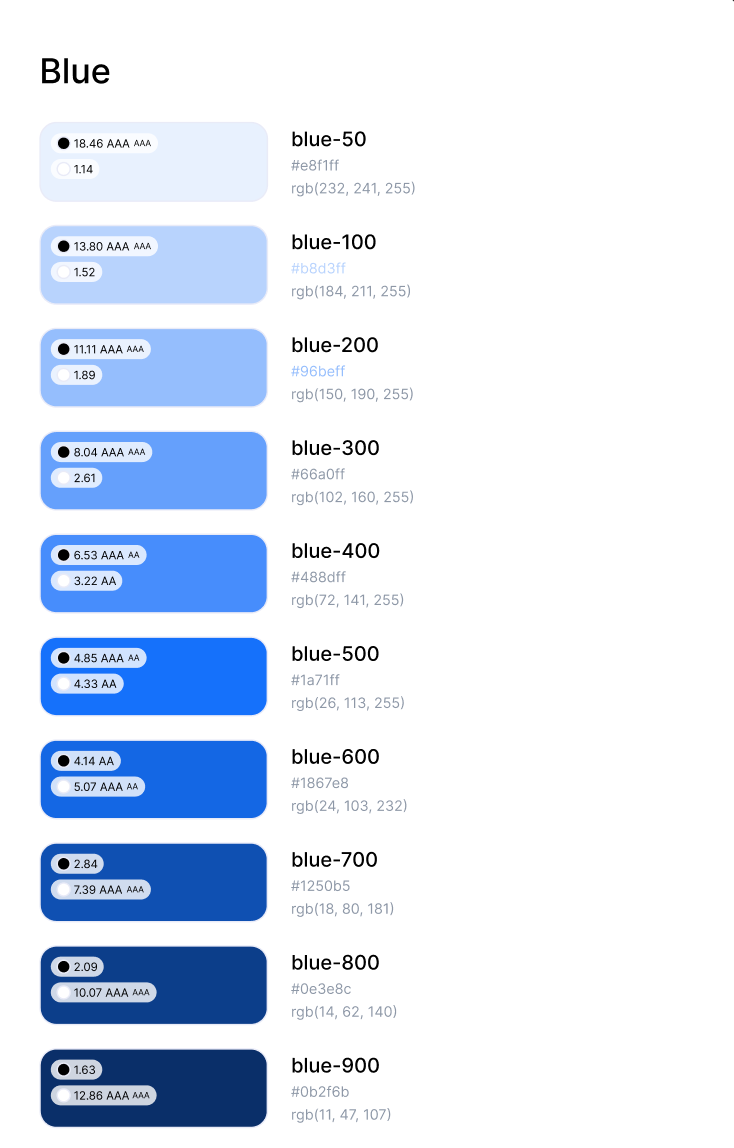 Blue
18.46 AAA AAA
1.14
blue-50
#e8f1ff
rgb(232, 241, 255)
13.80 AAA AAA
1.52
blue-100
#b8d3ff
rgb(184, 211, 255)
11.11 AAA AAA
1.89
blue-200
#96beff
rgb(150, 190, 255)
8.04 AAA AAA
2.61
blue-300
#66a0ff
rgb(102, 160, 255)
6.53 AAA AA
3.22 AA
blue-400
#488dff
rgb(72, 141, 255)
4.85 AAA AA
4.33 AA
blue-500
#1a71ff
rgb(26, 113, 255)
4.14 AA
5.07 AAA AA
blue-600
#1867e8
rgb(24, 103, 232)
2.84
7.39 AAA AAA
blue-700
#1250b5
rgb(18, 80, 181)
2.09
10.07 AAA AAA
blue-800
#0e3e8c
rgb(14, 62, 140)
1.63
12.86 AAA AAA
blue-900
#0b2f6b
rgb(11, 47, 107)